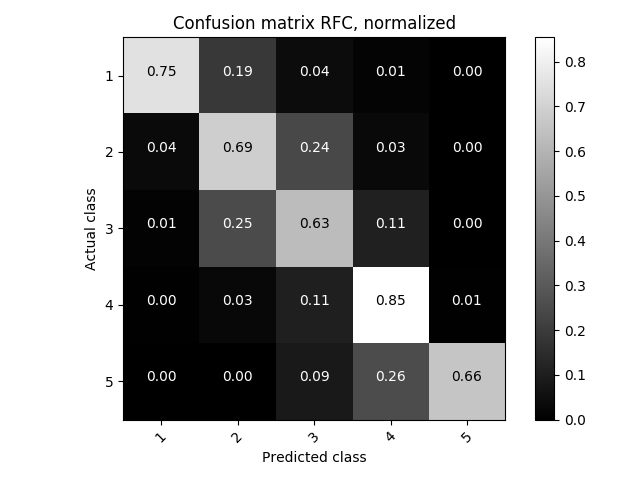 Confusion matrix RFC, normalized
Actual class
1 0.75 0.19 0.04 0.01 0.00
2 0.04 0.69 0.24 0.03 0.00
3 0.01 0.25 0.63 0.11 0.00
4 0.00 0.03 0.11 0.85 0.01
5 0.00 0.00 0.09 0.26 0.66
1 2 3 4 5
Predicted class
0.8
0.7
0.6
0.5
0.4
0.3
0.2
0.1
0.0